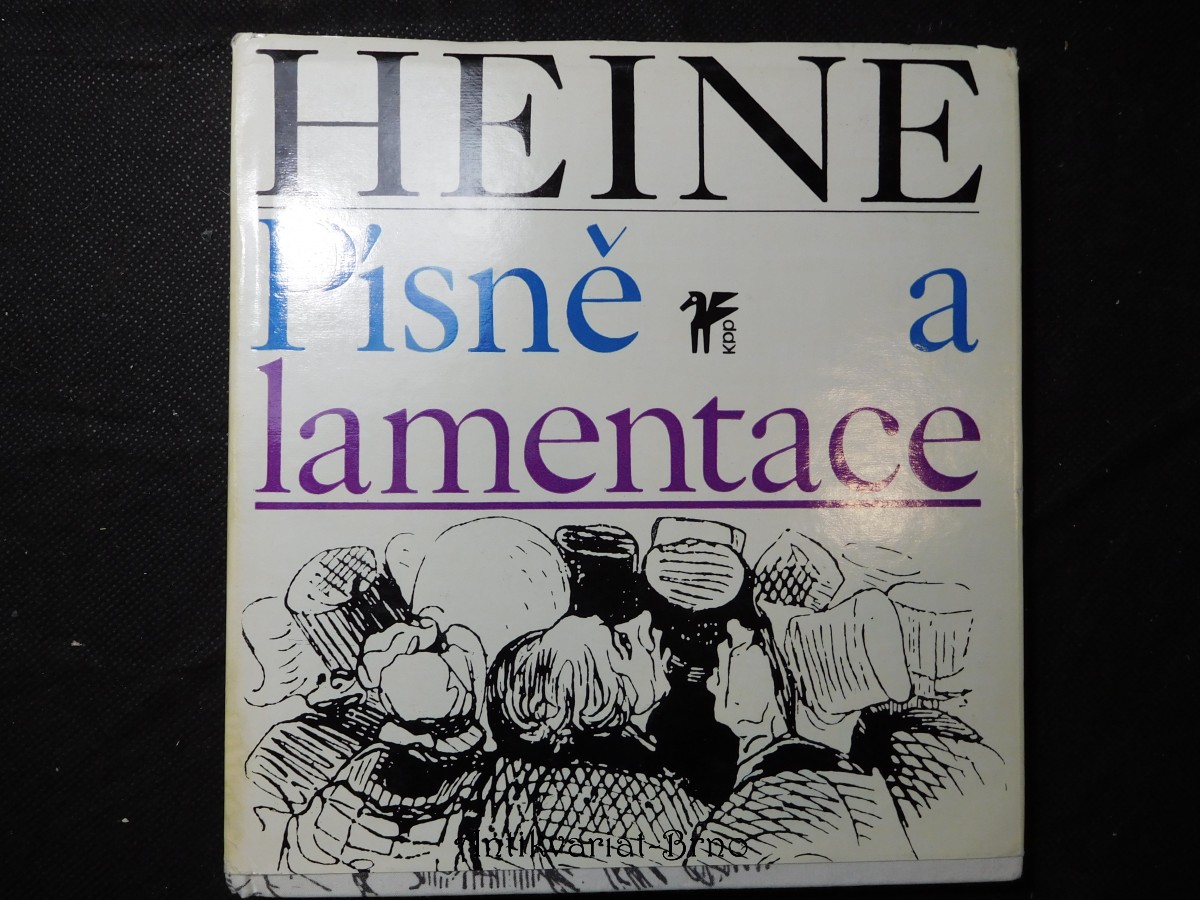 HEINE
Písně a
kpp
lamentace
Antikvariat-Brno